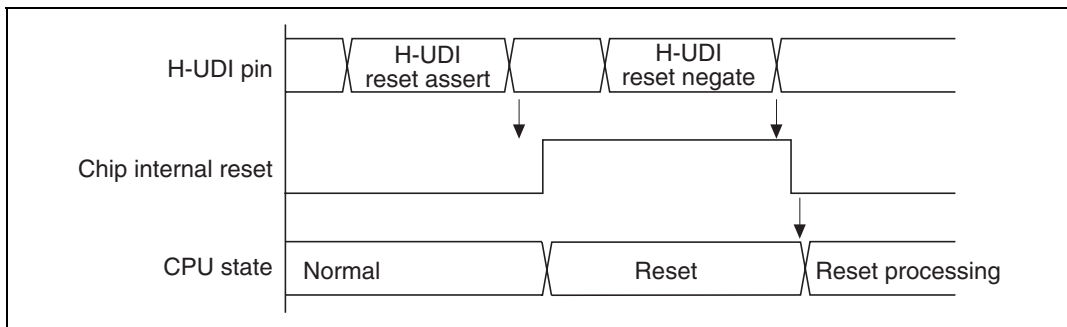 H-UDI pin
H-UDI
reset assert
H-UDI
reset negate
Chip internal reset
CPU state
Normal
Reset
Reset processing